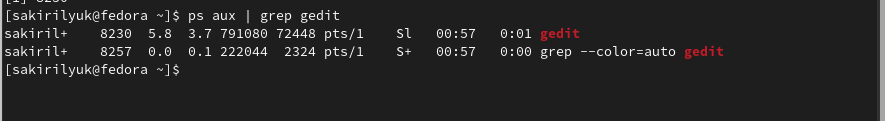 [sakirilyuk@fedora ~]$ ps aux | grep gedit
sakiril+    8230  5.8  3.7 791080 72448 pts/1    Sl   00:57   0:01 gedit
sakiril+    8257  0.0  0.1 222044  2324 pts/1    S+   00:57   0:00 grep --color=auto gedit
[sakirilyuk@fedora ~]$